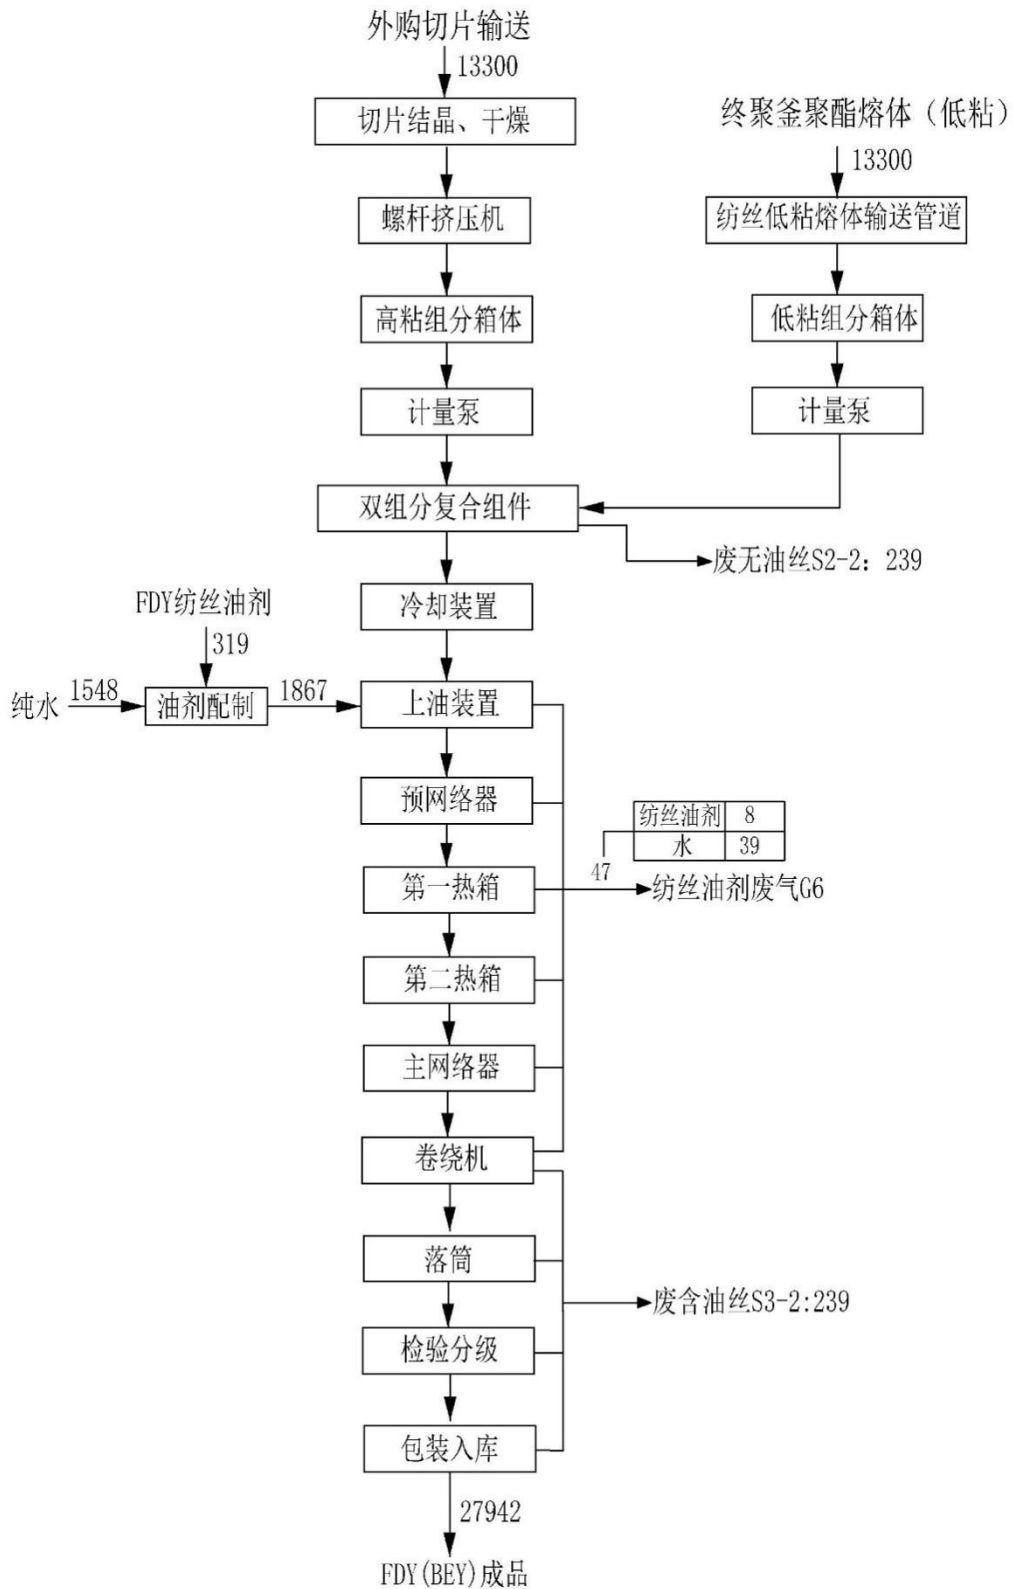 外购切片输送
13300
切片结晶、干燥
终聚釜聚酯熔体（低粘）
13300
螺杆挤压机
纺丝低粘熔体输送管道
高粘组分箱体
低粘组分箱体
计量泵
计量泵
双组分复合组件
废无油丝S2-2：239
冷却装置
FDY纺丝油剂
319
纯水
1548
油剂配制
1867
上油装置
预网络器
纺丝油剂 8
水 39
47
第一热箱
纺丝油剂废气G6
第二热箱
主网络器
卷绕机
落筒
废含油丝S3-2:239
检验分级
包装入库
27942
FDY(BEY)成品